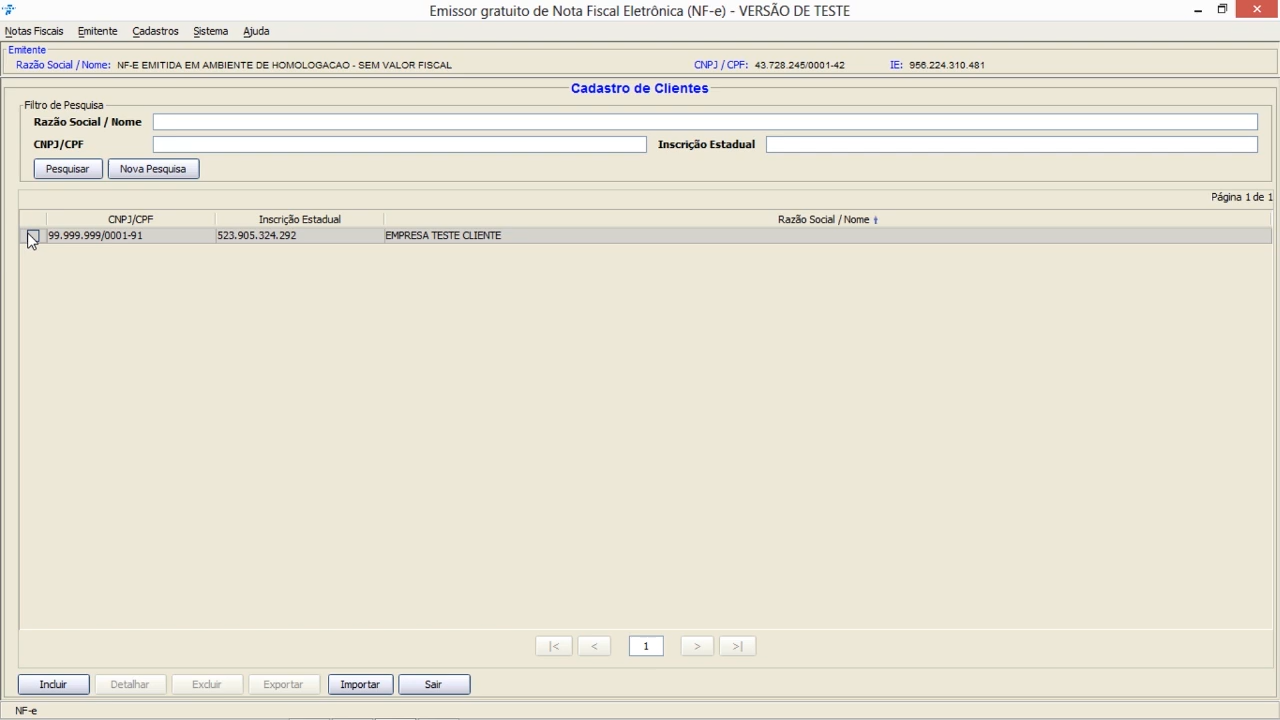 Emissor gratuito de Nota Fiscal Eletrônica (NF-e) - VERSÃO DE TESTE
Notas Fiscais Emitente Cadastros Sistema Ajuda
Emitente
Razão Social / Nome: NF-E EMITIDA EM AMBIENTE DE HOMOLOGACAO - SEM VALOR FISCAL CNPJ / CPF: 43.728.245/0001-42 IE: 956.224.310.481
Cadastro de Clientes
Filtro de Pesquisa
Razão Social / Nome
CNPJ/CPF Inscrição Estadual
Pesquisar Nova Pesquisa
Página 1 de 1
CNPJ/CPF Inscrição Estadual Razão Social / Nome
99.999.999/0001-91 523.905.324.292 EMPRESA TESTE CLIENTE
|< < 1 > >|
Incluir Detalhar Excluir Exportar Importar Sair
NF-e